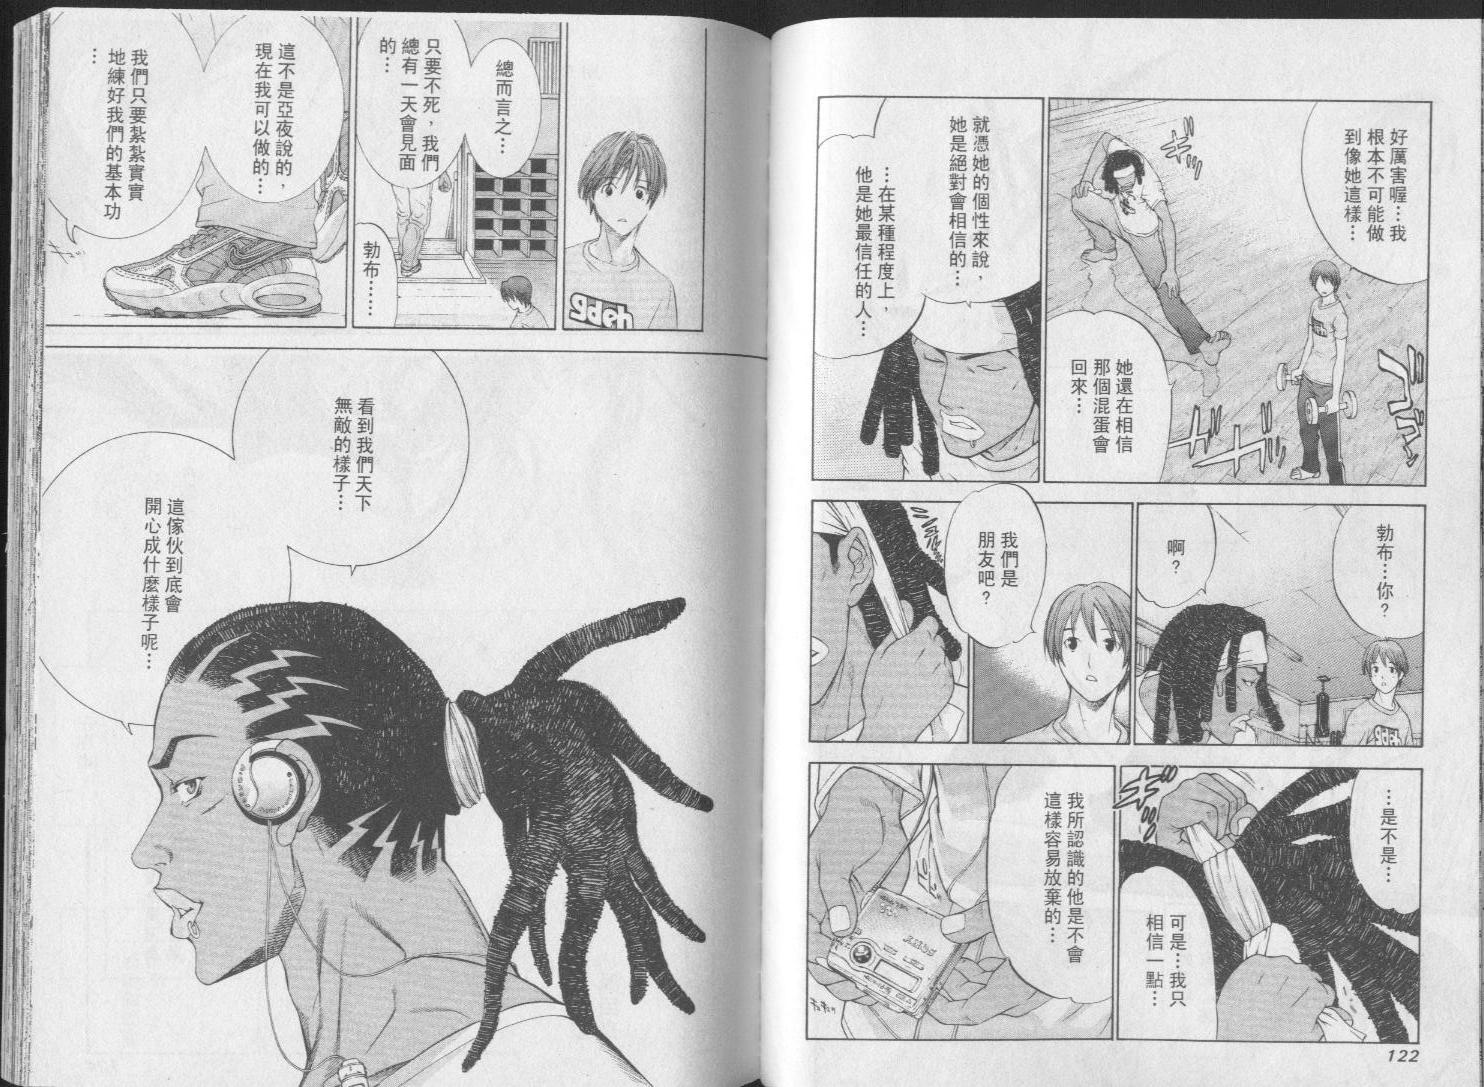 好厲害喔…我
根本不可能做
到像她這樣…
她還在相信
那個混蛋會
回來…
就憑她的個性來說，
她是絕對會相信的…
…在某種程度上，
他是她最信任的人…
勃布…你？
啊？
我們是
朋友吧？
…是不是…
可是…我只
相信一點…
我所認識的他是不會
這樣容易放棄的…
122
總而言之…
只要不死，我們
總有一天會見面
的…
勃布……
這不是亞夜說的，
現在我可以做的…
我們只要紮紮實實
地練好我們的基本功
…
看到我們天下
無敵的樣子…
這傢伙到底會
開心成什麼樣子呢…